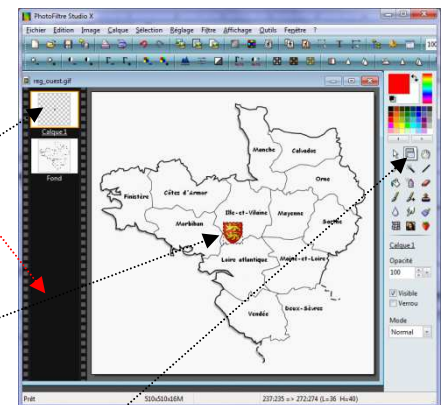 PhotoFiltre Studio X
Fichier Edition Image Calque Sélection Réglage Filtre Affichage Outils Fenêtre ?
100
reg_ouest.gif
Calque 1
Fond
Manche
Calvados
Orne
Finistère
Côtes d'Armor
Ille-et-Vilaine
Mayenne
Sarthe
Morbihan
Loire atlantique
Maine-et-Loire
Vendée
Deux-Sèvres
Calque 1
Opacité
100
Visible
Verrou
Mode
Normal
Prêt
510x510x16M
237:235 => 272:274 (L=36 H=40)